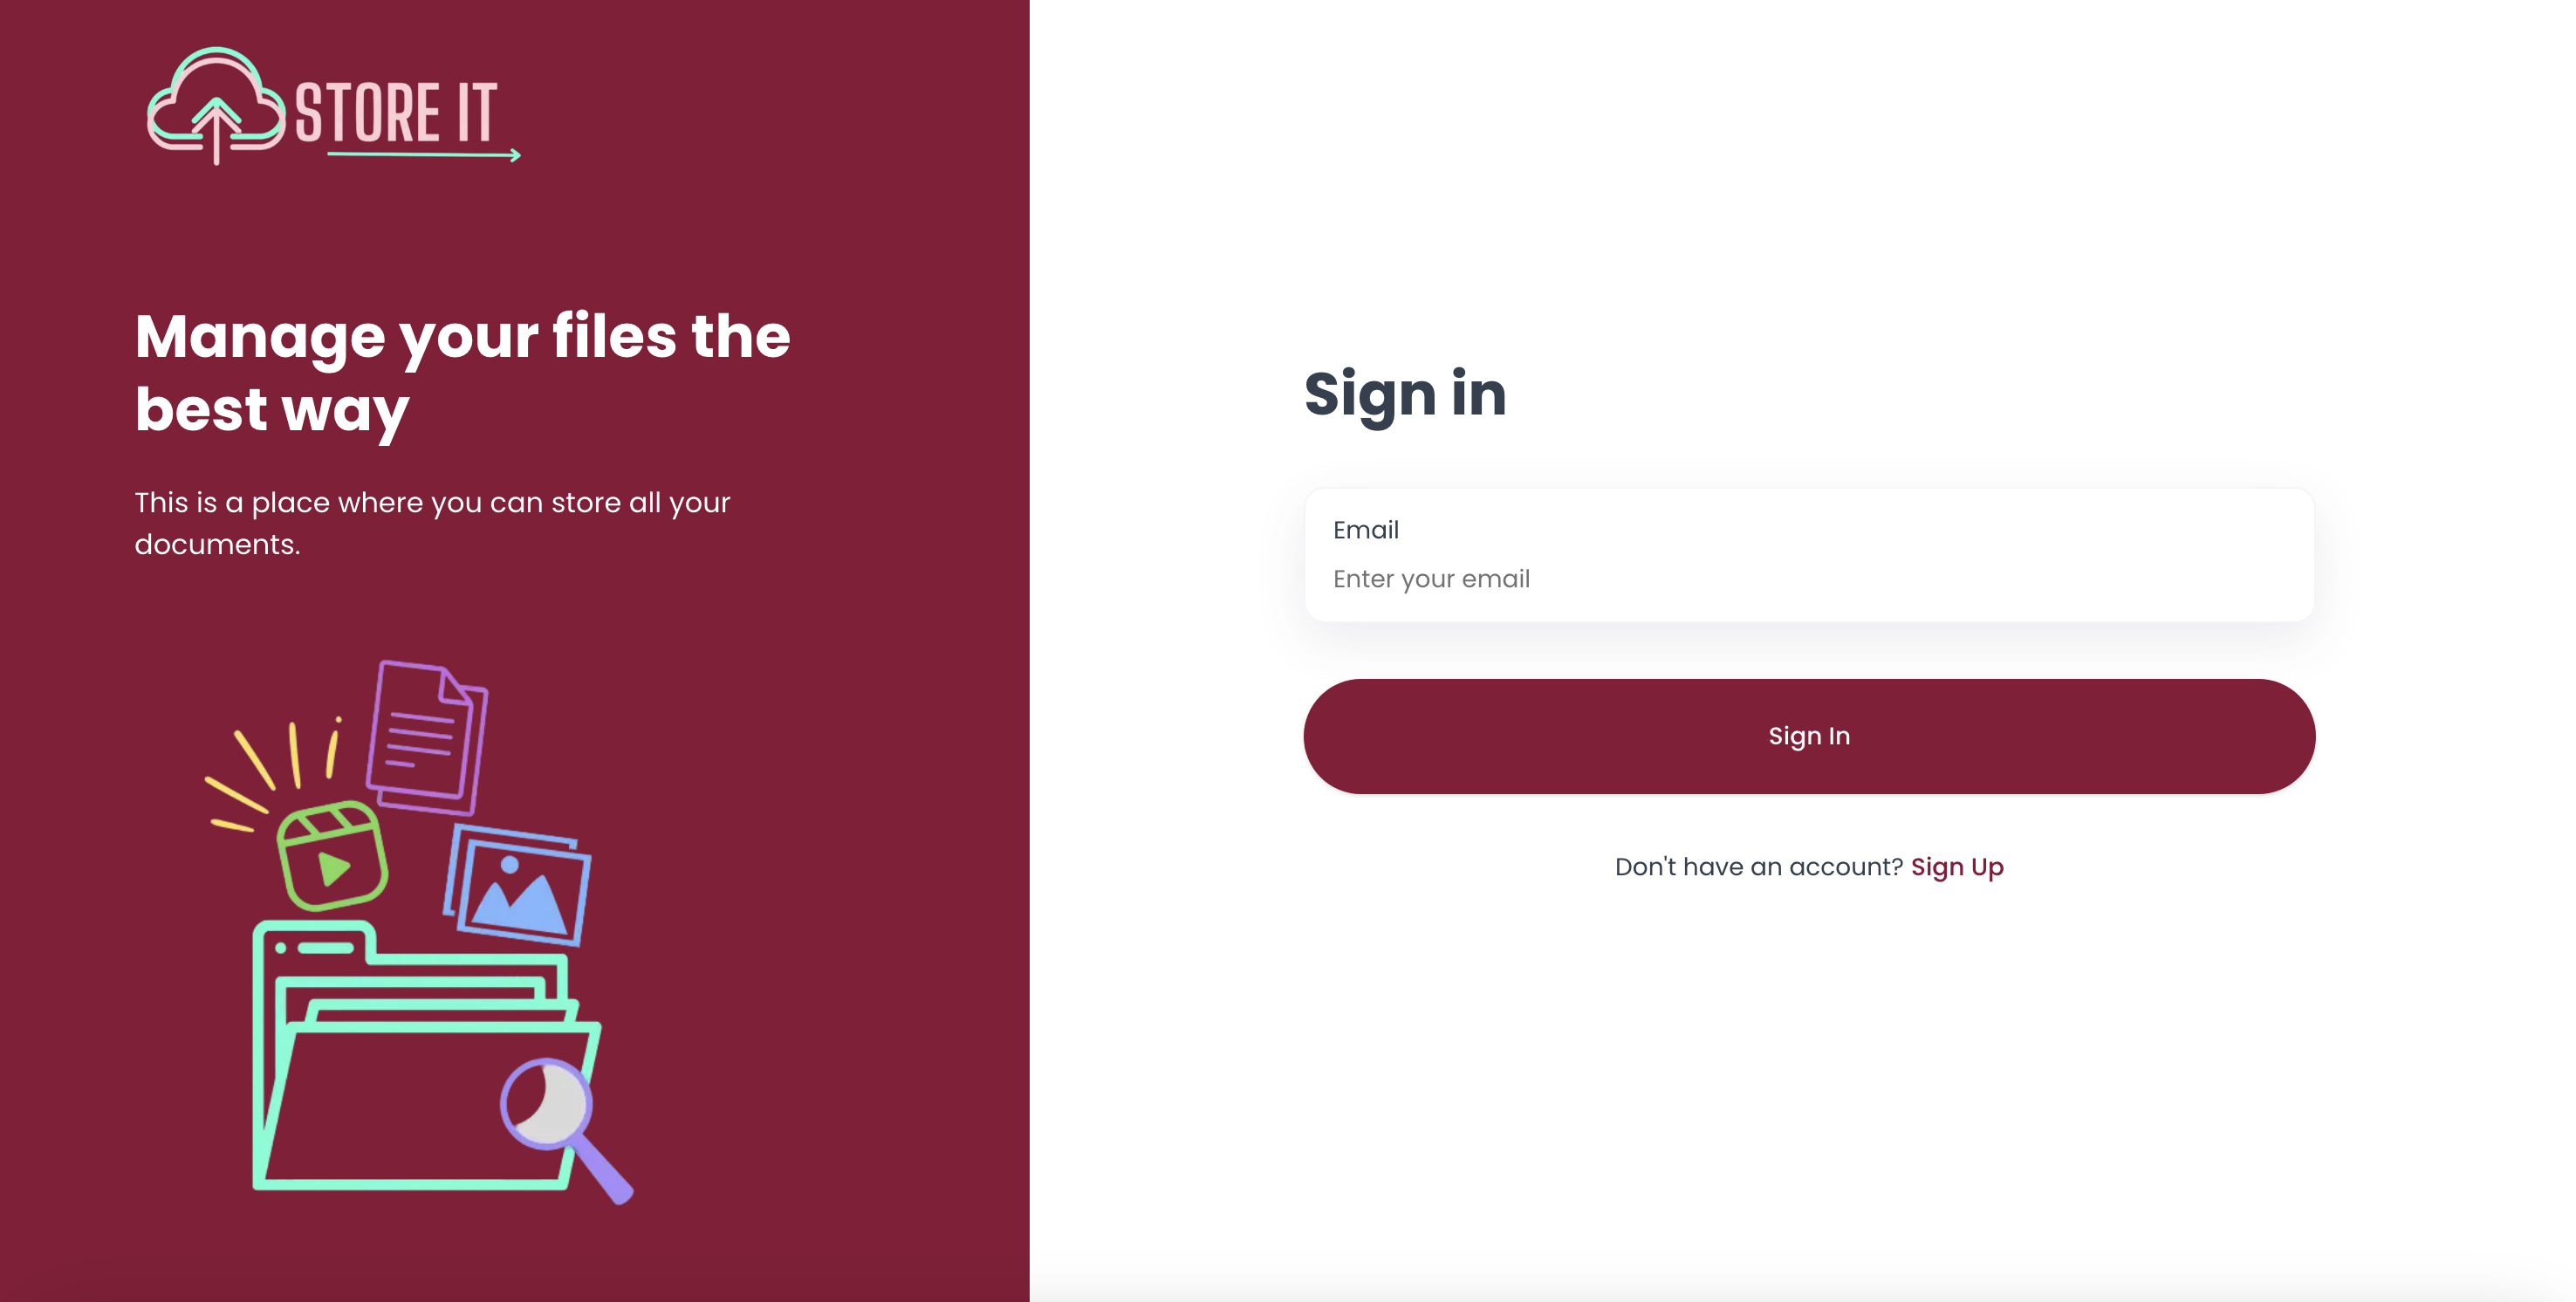 STORE IT
Manage your files the
best way
This is a place where you can store all your
documents.
Sign in
Email
Enter your email
Sign In
Don't have an account? Sign Up